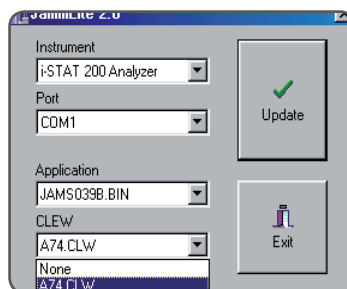 JammLite 2.0
Instrument
i-STAT 200 Analyzer
Port
COM1
Update
Application
JAMS039B.BIN
CLEW
A74.CLW
Exit
None
A74.CLW